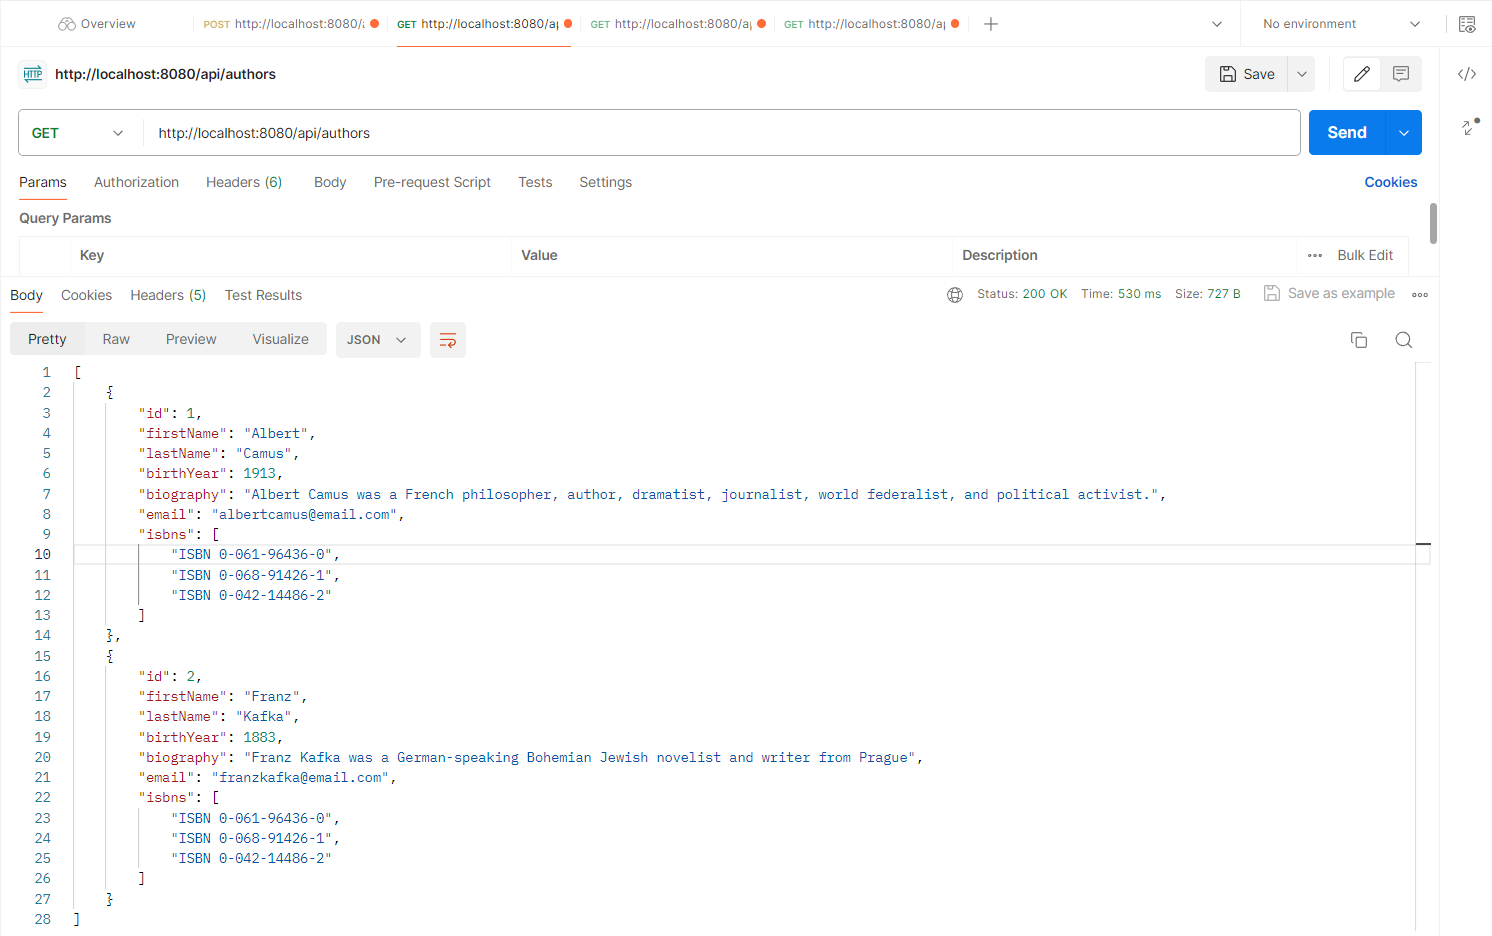 Overview POST http://localhost:8080/a GET http://localhost:8080/ap GET http://localhost:8080/ap GET http://localhost:8080/ap No environment
HTTP http://localhost:8080/api/authors Save
GET http://localhost:8080/api/authors Send
Params Authorization Headers (6) Body Pre-request Script Tests Settings Cookies
Query Params
Key Value Description Bulk Edit
Body Cookies Headers (5) Test Results Status: 200 OK Time: 530 ms Size: 727 B Save as example
Pretty Raw Preview Visualize JSON
1 [
2 {
3 "id": 1,
4 "firstName": "Albert",
5 "lastName": "Camus",
6 "birthYear": 1913,
7 "biography": "Albert Camus was a French philosopher, author, dramatist, journalist, world federalist, and political activist.",
8 "email": "albertcamus@email.com",
9 "isbns": [
10 "ISBN 0-061-96436-0",
11 "ISBN 0-068-91426-1",
12 "ISBN 0-042-14486-2"
13 ]
14 },
15 {
16 "id": 2,
17 "firstName": "Franz",
18 "lastName": "Kafka",
19 "birthYear": 1883,
20 "biography": "Franz Kafka was a German-speaking Bohemian Jewish novelist and writer from Prague",
21 "email": "franzkafka@email.com",
22 "isbns": [
23 "ISBN 0-061-96436-0",
24 "ISBN 0-068-91426-1",
25 "ISBN 0-042-14486-2"
26 ]
27 }
28 ]